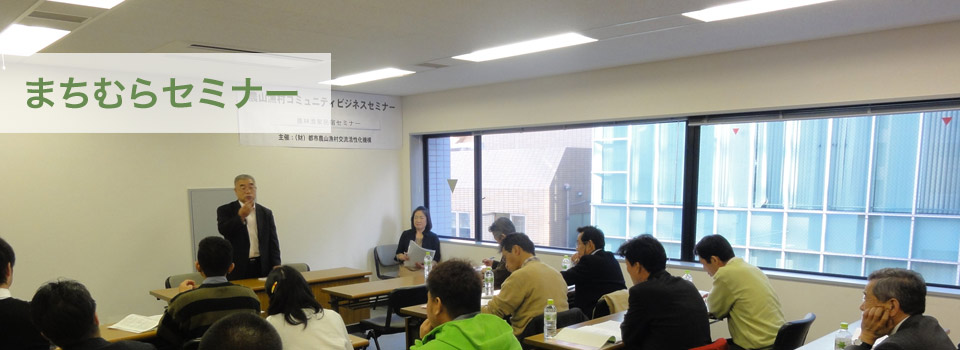 まちむらセミナー
農山漁村コミュニティビジネスセミナー
主催：（財）都市農山漁村交流活性化機構